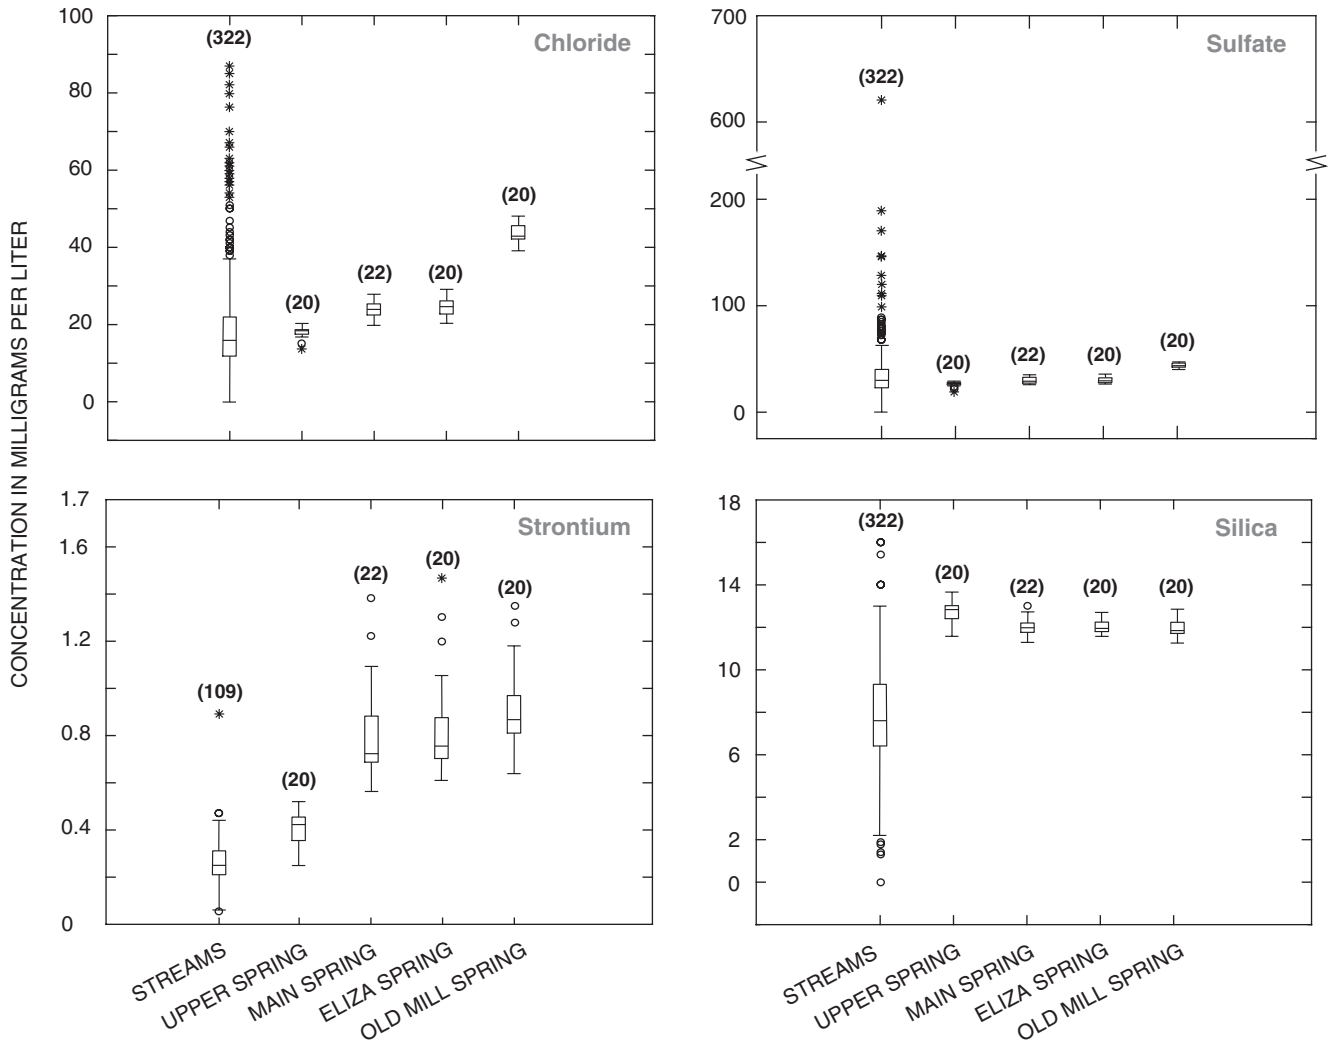 CONCENTRATION IN MILLIGRAMS PER LITER
Chloride
100
80
60
40
20
0
(322)
(20)
(22)
(20)
(20)
Sulfate
700
600
200
100
0
(322)
(20)
(22)
(20)
(20)
Strontium
1.7
1.6
1.2
0.8
0.4
0
(109)
(20)
(22)
(20)
(20)
STREAMS
UPPER SPRING
MAIN SPRING
ELIZA SPRING
OLD MILL SPRING
Silica
18
14
10
6
2
0
(322)
(20)
(22)
(20)
(20)
STREAMS
UPPER SPRING
MAIN SPRING
ELIZA SPRING
OLD MILL SPRING